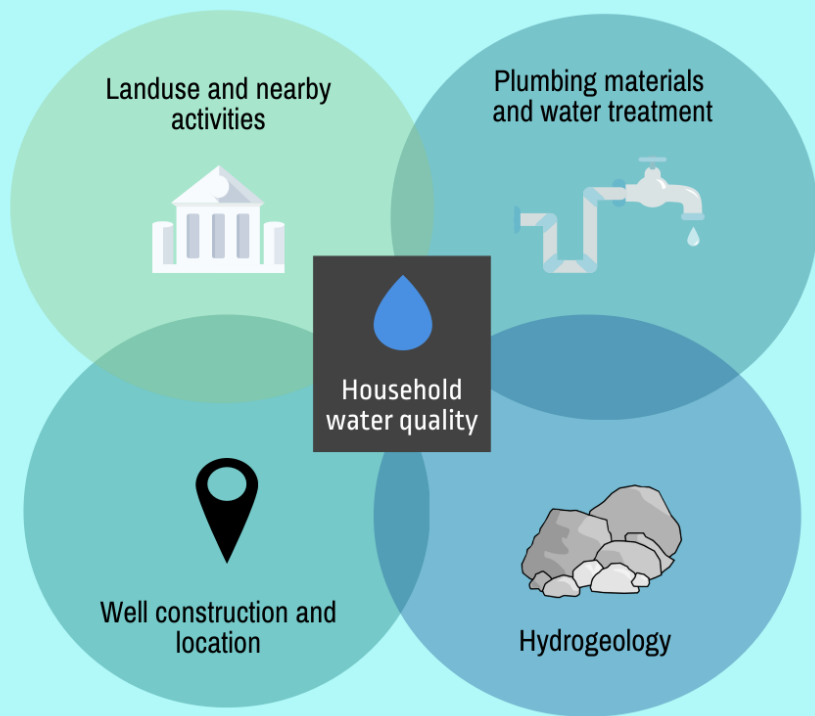 Landuse and nearby
activities
Plumbing materials
and water treatment
Household
water quality
Well construction and
location
Hydrogeology